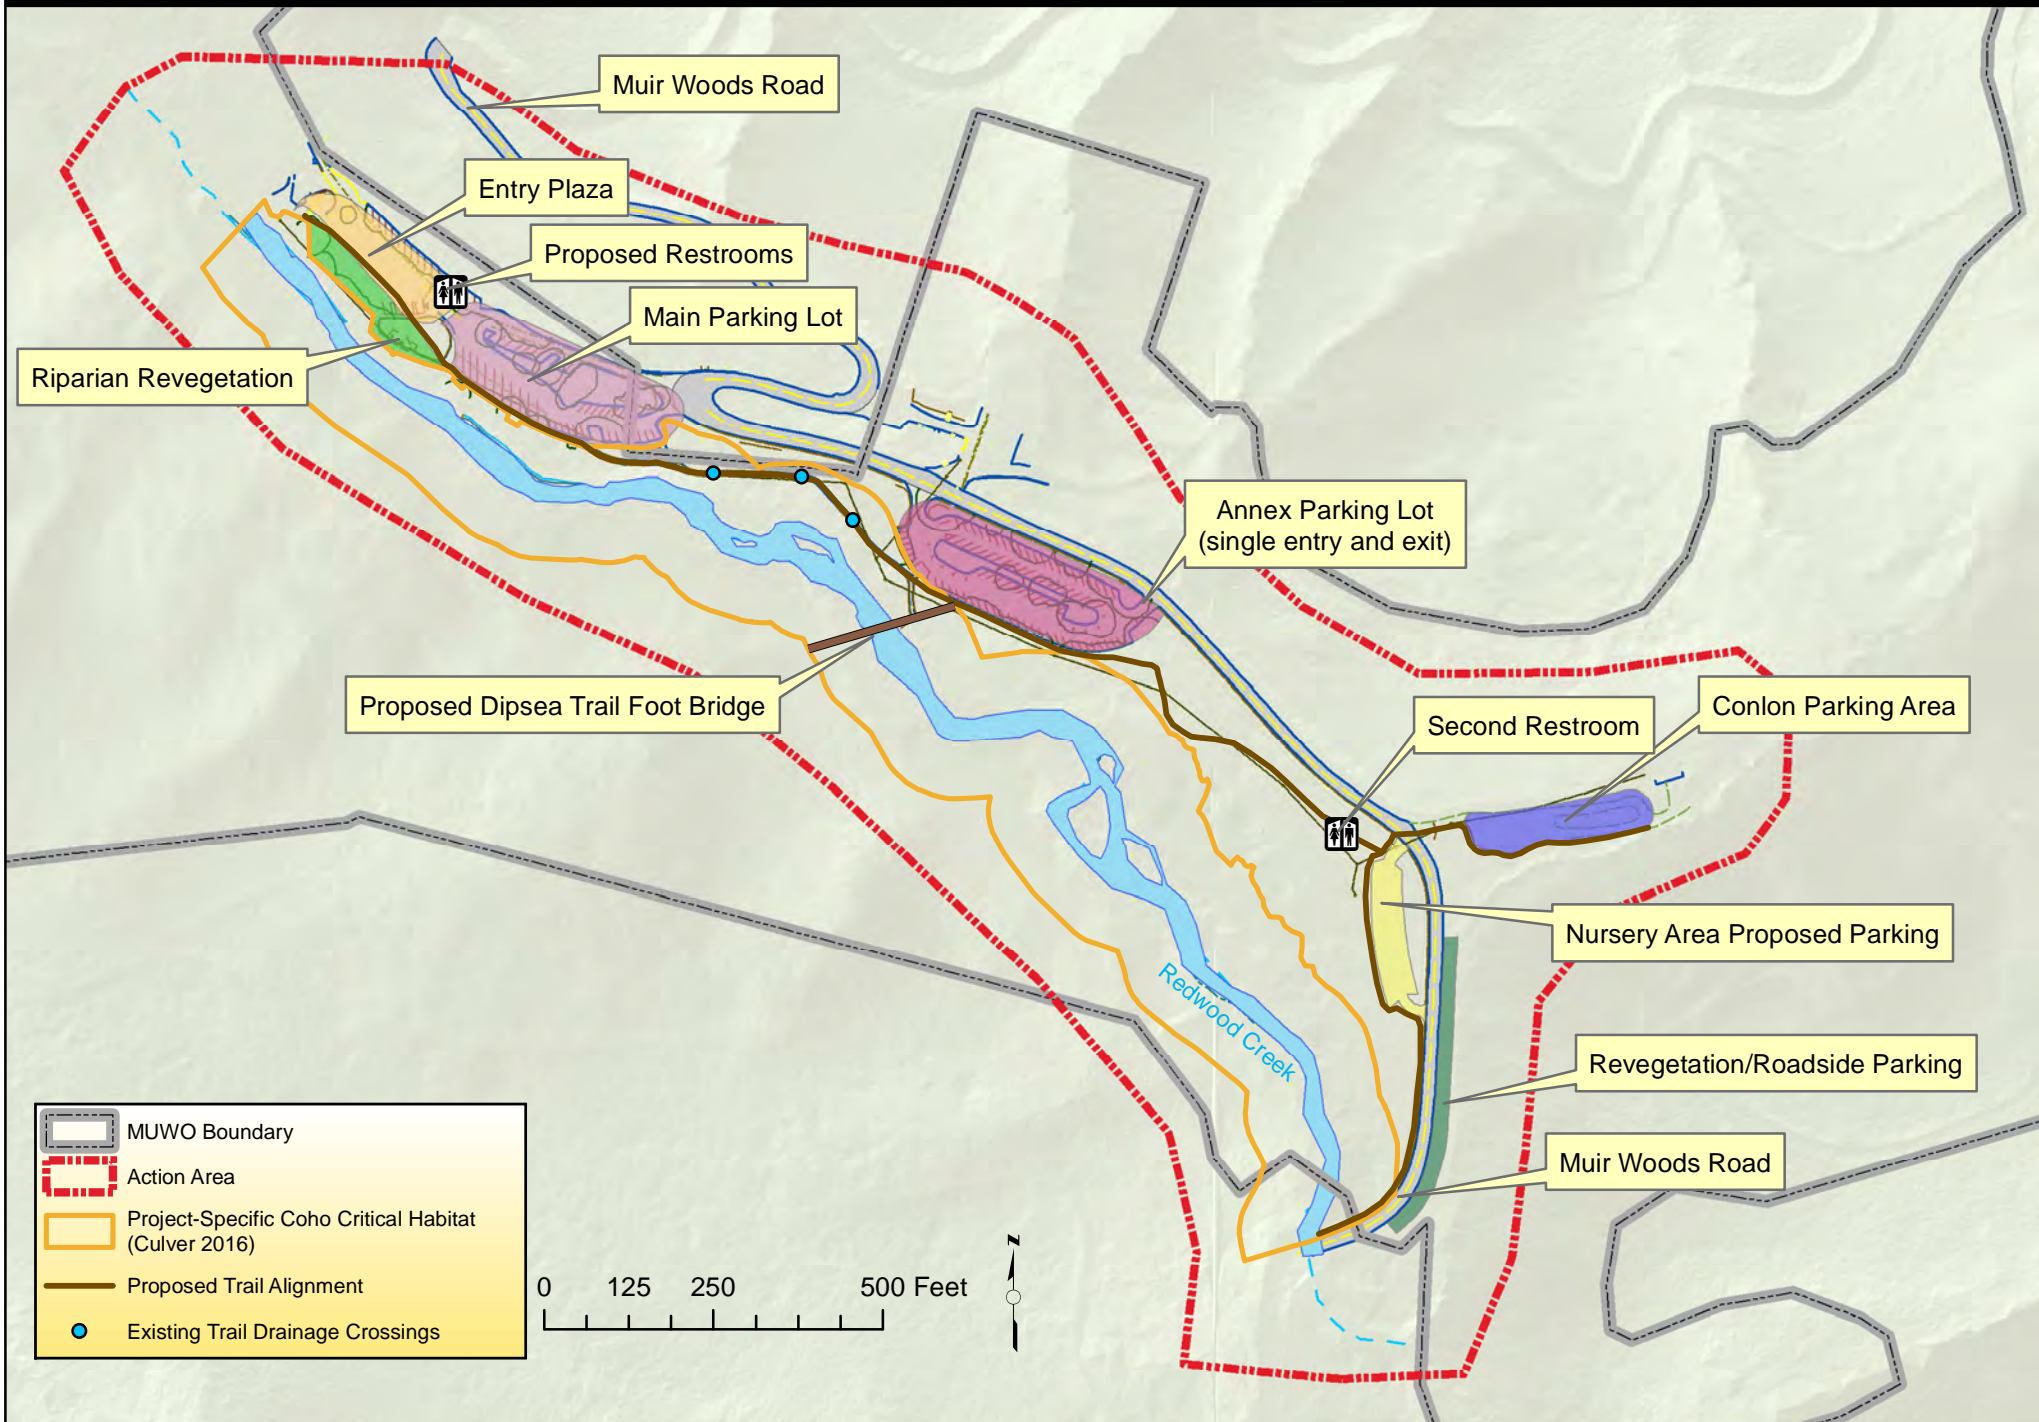 Muir Woods Road
Entry Plaza
Proposed Restrooms
Main Parking Lot
Riparian Revegetation
Annex Parking Lot
(single entry and exit)
Proposed Dipsea Trail Foot Bridge
Conlon Parking Area
Second Restroom
Nursery Area Proposed Parking
Redwood Creek
Revegetation/Roadside Parking
Muir Woods Road
MUWO Boundary
Action Area
Project-Specific Coho Critical Habitat
(Culver 2016)
Proposed Trail Alignment
Existing Trail Drainage Crossings
0 125 250 500 Feet
N